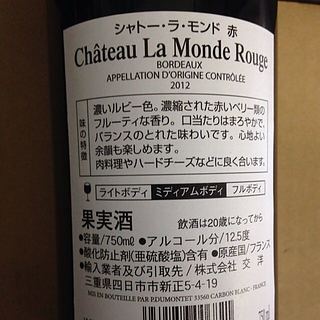 シャトー・ラ・モンド 赤
Château La Monde Rouge
BORDEAUX
APPELLATION D'ORIGINE CONTRÔLÉE
2012
味の特徴
濃いルビー色。濃縮された赤いベリー類の
フルーティな香り。口当たりはまろやかで、
バランスのとれた味わいです。心地よい
余韻も楽しめます。
肉料理やハードチーズなどに良く合います。
ライトボディ ミディアムボディ フルボディ
果実酒 飲酒は20歳になってから
●容量/750ml ●アルコール分/12.5度
●酸化防止剤(亜硫酸塩)含有 ●原産国/フランス
●輸入業者及び引取先/株式会社 交 洋
三重県四日市市新正5-4-19
MIS EN BOUTEILLE PAR P.DUMONTET 33560 CARBON BLANC - FRANCE